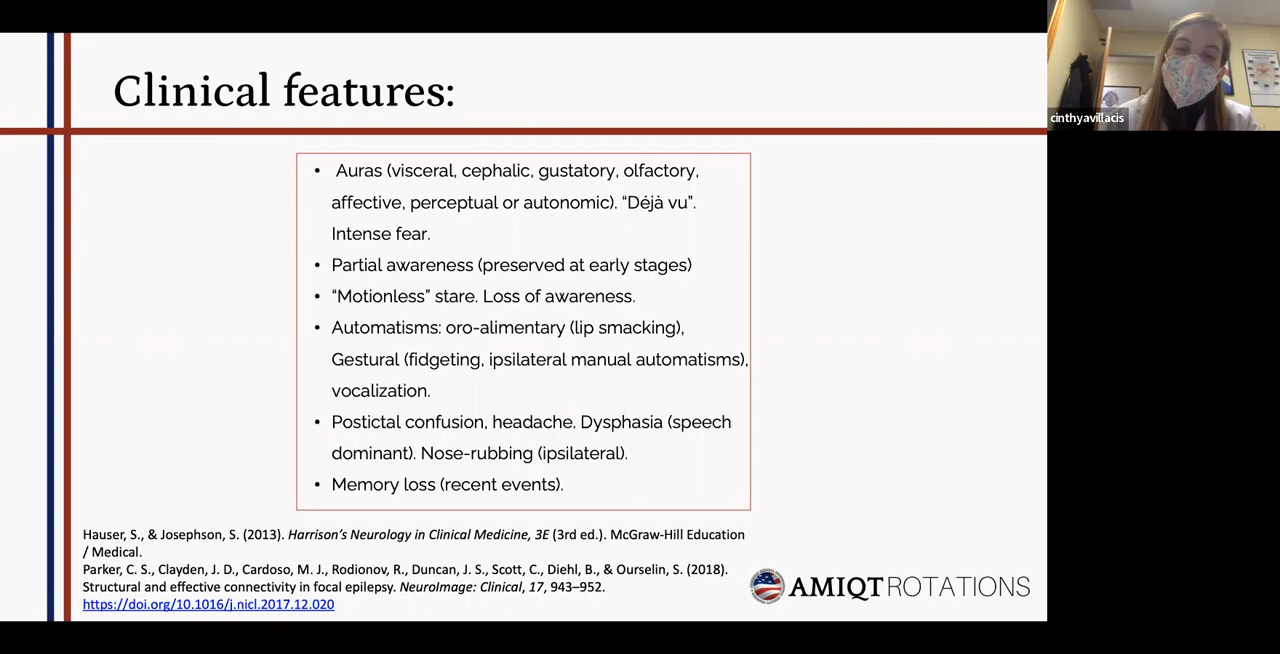 Clinical features:
cinthyavillacis
• Auras (visceral, cephalic, gustatory, olfactory,
affective, perceptual or autonomic). “Déjà vu”.
Intense fear.
• Partial awareness (preserved at early stages)
• “Motionless” stare. Loss of awareness.
• Automatisms: oro-alimentary (lip smacking),
Gestural (fidgeting, ipsilateral manual automatisms),
vocalization.
• Postictal confusion, headache. Dysphasia (speech
dominant). Nose-rubbing (ipsilateral).
• Memory loss (recent events).
Hauser, S., & Josephson, S. (2013). Harrison’s Neurology in Clinical Medicine, 3E (3rd ed.). McGraw-Hill Education
/ Medical.
Parker, C. S., Clayden, J. D., Cardoso, M. J., Rodionov, R., Duncan, J. S., Scott, C., Diehl, B., & Ourselin, S. (2018).
Structural and effective connectivity in focal epilepsy. NeuroImage: Clinical, 17, 943–952.
https://doi.org/10.1016/j.nicl.2017.12.020
AMIQTROTATIONS